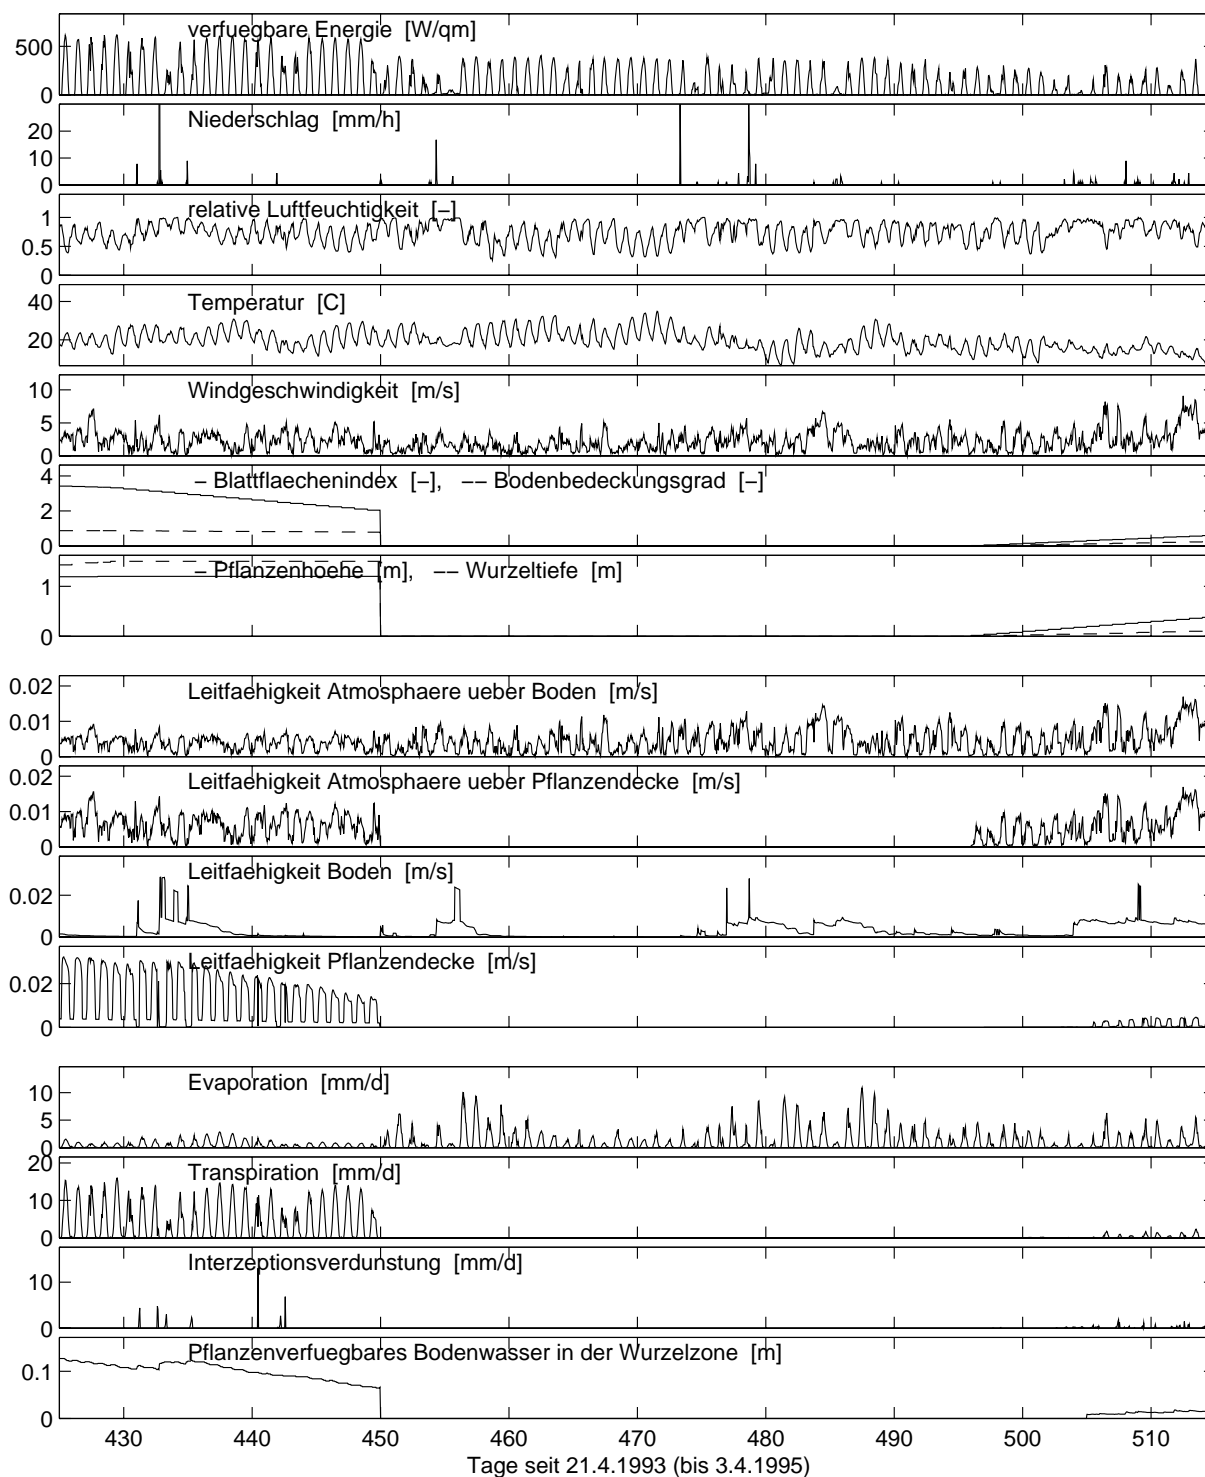 verfuegbare Energie [W/qm]
500
0
Niederschlag [mm/h]
20
10
0
relative Luftfeuchtigkeit [–]
1
0.5
0
Temperatur [C]
40
20
Windgeschwindigkeit [m/s]
10
5
0
– Blattflaechenindex [–], –– Bodenbedeckungsgrad [–]
4
2
0
– Pflanzenhoehe [m], –– Wurzeltiefe [m]
1
0
Leitfaehigkeit Atmosphaere ueber Boden [m/s]
0.02
0.01
0
Leitfaehigkeit Atmosphaere ueber Pflanzendecke [m/s]
0.02
0.01
0
Leitfaehigkeit Boden [m/s]
0.02
0
Leitfaehigkeit Pflanzendecke [m/s]
0.02
0
Evaporation [mm/d]
10
5
0
Transpiration [mm/d]
20
10
0
Interzeptionsverdunstung [mm/d]
10
0
Pflanzenverfuegbares Bodenwasser in der Wurzelzone [m]
0.1
0
430 440 450 460 470 480 490 500 510
Tage seit 21.4.1993 (bis 3.4.1995)